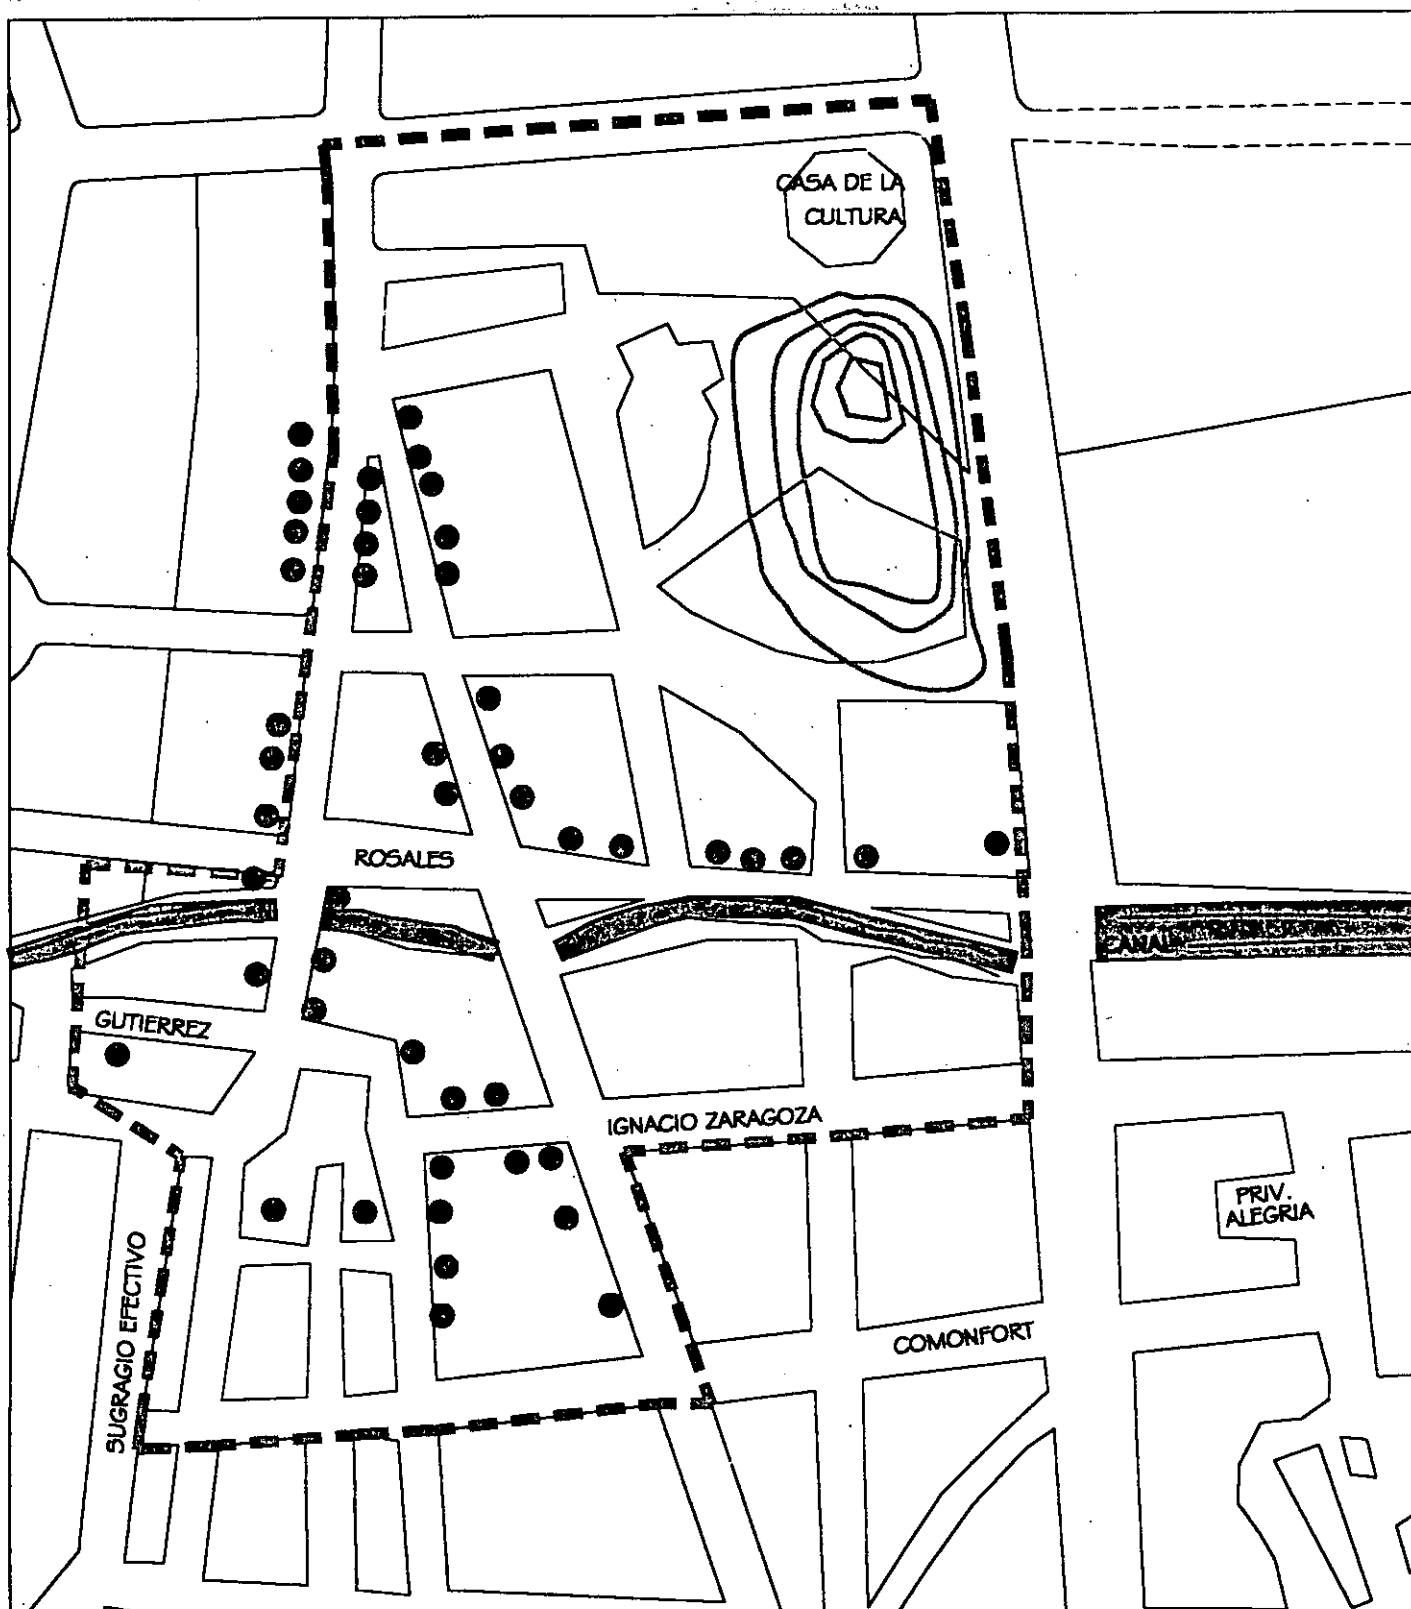 CASA DE LA
CULTURA
ROSALES
CANAL
GUTIERREZ
IGNACIO ZARAGOZA
PRIV.
ALEGRIA
SUGRAGIO EFECTIVO
COMONFORT